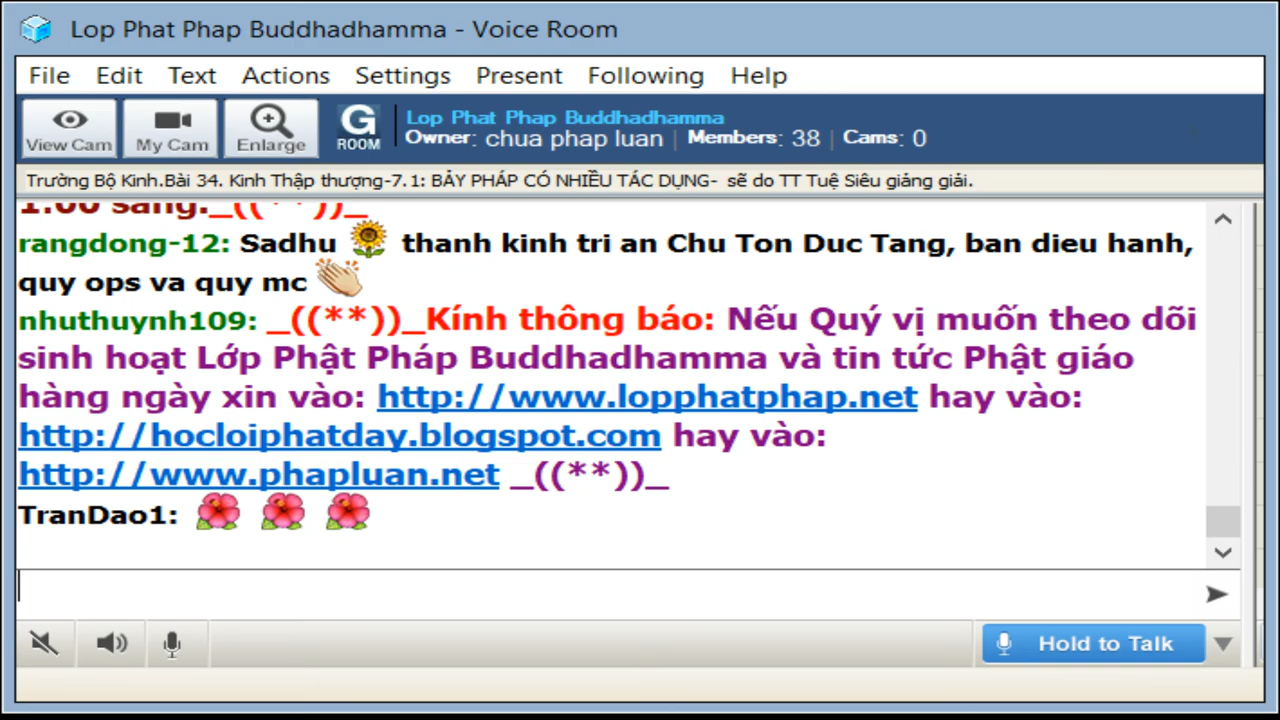 Lop Phat Phap Buddhadhamma - Voice Room
File Edit Text Actions Settings Present Following Help
View Cam My Cam Enlarge G ROOM
Lop Phat Phap Buddhadhamma
Owner: chua phap luan | Members: 38 | Cams: 0
Trường Bộ Kinh.Bài 34. Kinh Thập thượng-7.1: BẢY PHÁP CÓ NHIỀU TÁC DỤNG- sẽ do TT Tuệ Siêu giảng giải.
1.00 sáng._((**))_
rangdong-12: Sadhu thanh kinh tri an Chu Ton Duc Tang, ban dieu hanh,
quy ops va quy mc
nhuthuynh109: _((**))_Kính thông báo: Nếu Quý vị muốn theo dõi
sinh hoạt Lớp Phật Pháp Buddhadhamma và tin tức Phật giáo
hàng ngày xin vào: http://www.lopphatphap.net hay vào:
http://hocloiphatday.blogspot.com hay vào:
http://www.phapluan.net _((**))_
TranDao1:
Hold to Talk